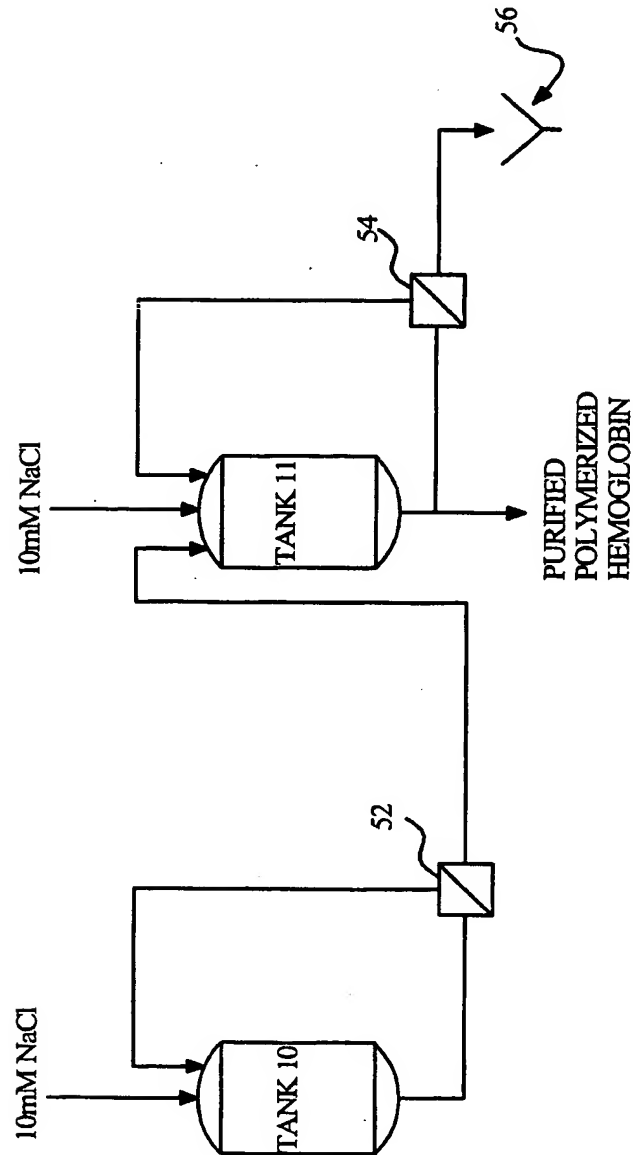 10mM NaCl
TANK 10
52
10mM NaCl
TANK 11
54
56
PURIFIED
POLYMERIZED
HEMOGLOBIN